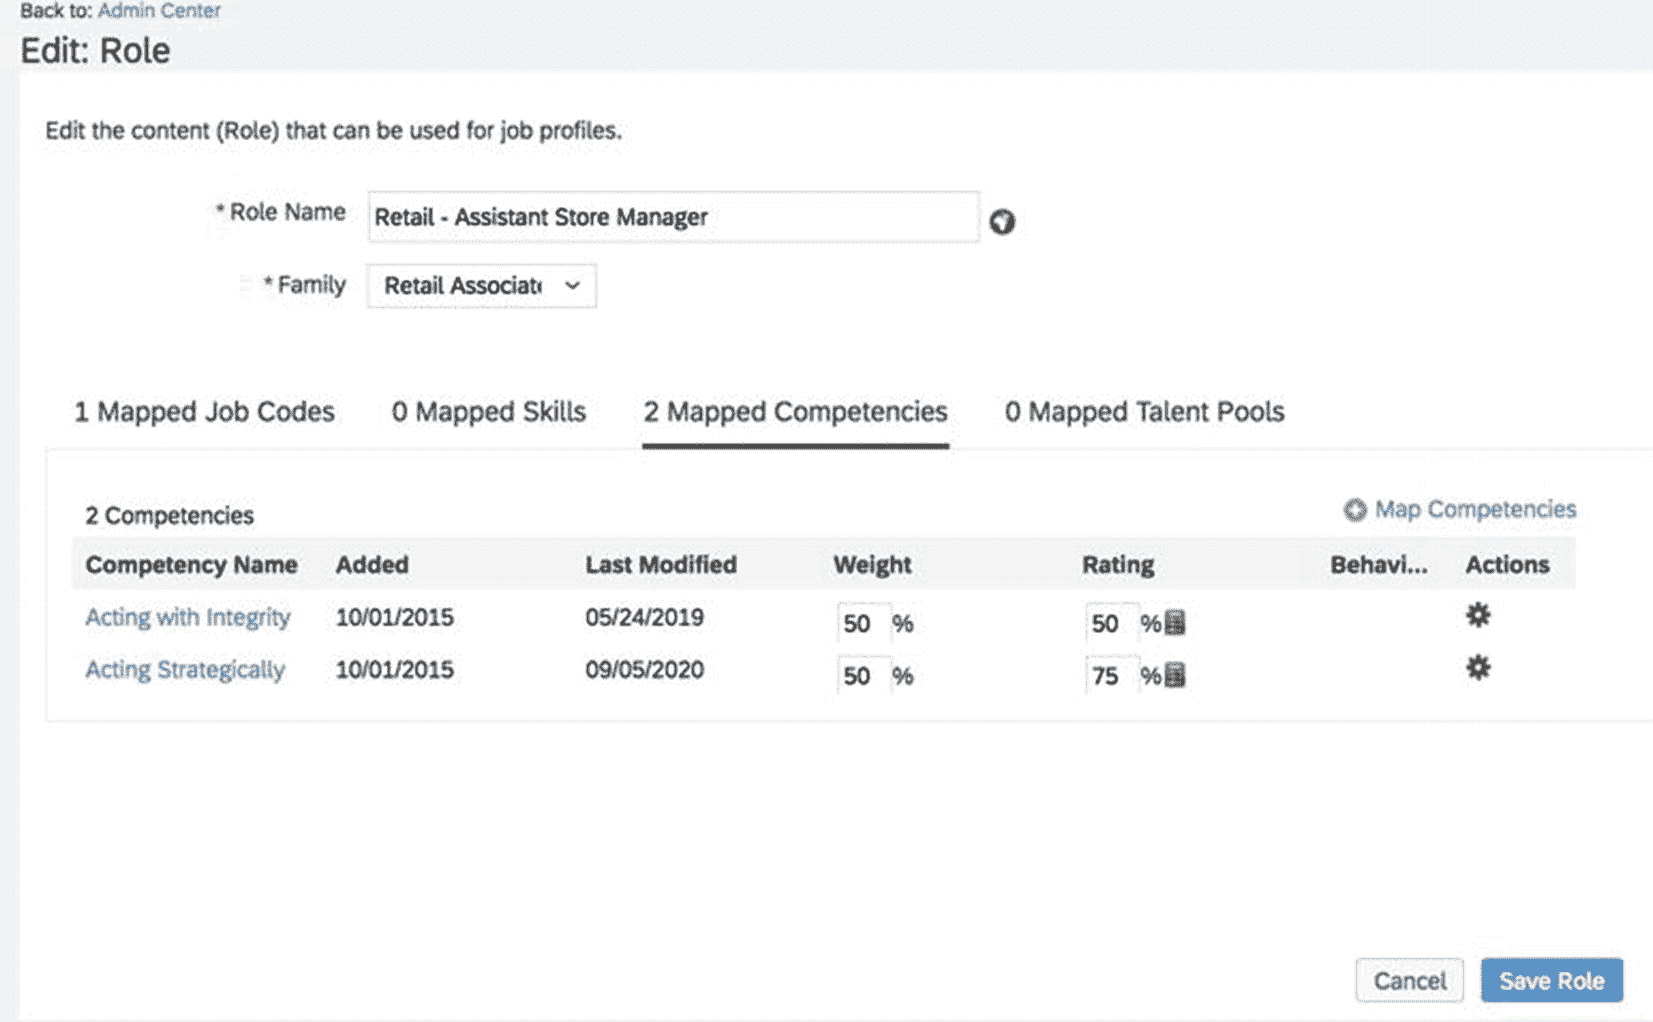 Back to: Admin Center
Edit: Role
Edit the content (Role) that can be used for job profiles.
* Role Name Retail - Assistant Store Manager
* Family Retail Associat
1 Mapped Job Codes 0 Mapped Skills 2 Mapped Competencies 0 Mapped Talent Pools
2 Competencies Map Competencies
Competency Name Added Last Modified Weight Rating Behavi... Actions
Acting with Integrity 10/01/2015 05/24/2019 50 % 50 %
Acting Strategically 10/01/2015 09/05/2020 50 % 75 %
Cancel Save Role